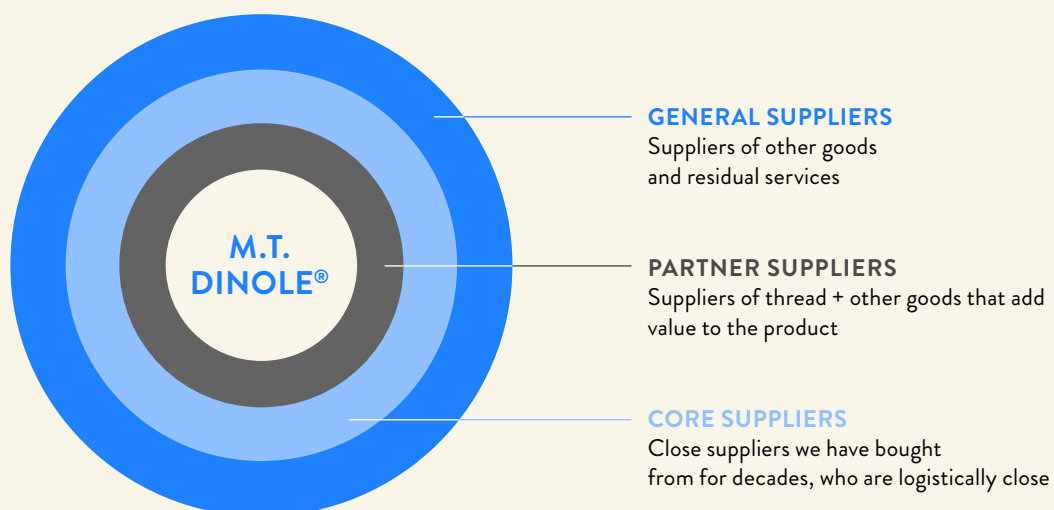 M.T.
DINOLE®
GENERAL SUPPLIERS
Suppliers of other goods
and residual services
PARTNER SUPPLIERS
Suppliers of thread + other goods that add
value to the product
CORE SUPPLIERS
Close suppliers we have bought
from for decades, who are logistically close